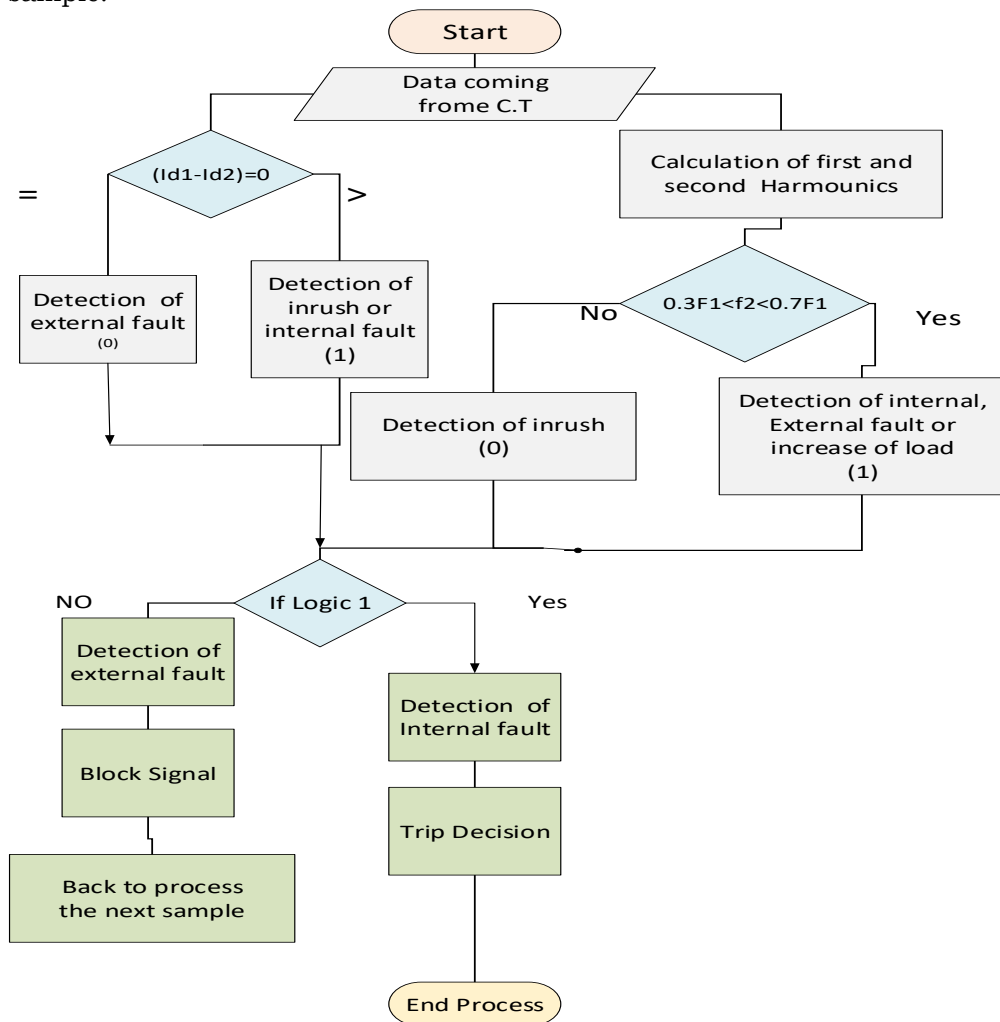 sample.
Start
Data coming
frome C.T
(Id1-Id2)=0
=
>
Calculation of first and
second Harmounics
Detection of
external fault
(0)
Detection of
inrush or
internal fault
(1)
0.3F1<f2<0.7F1
No
Yes
Detection of inrush
(0)
Detection of internal,
External fault or
increase of load
(1)
If Logic 1
NO
Yes
Detection of
external fault
Detection of
Internal fault
Block Signal
Trip Decision
Back to process
the next sample
End Process